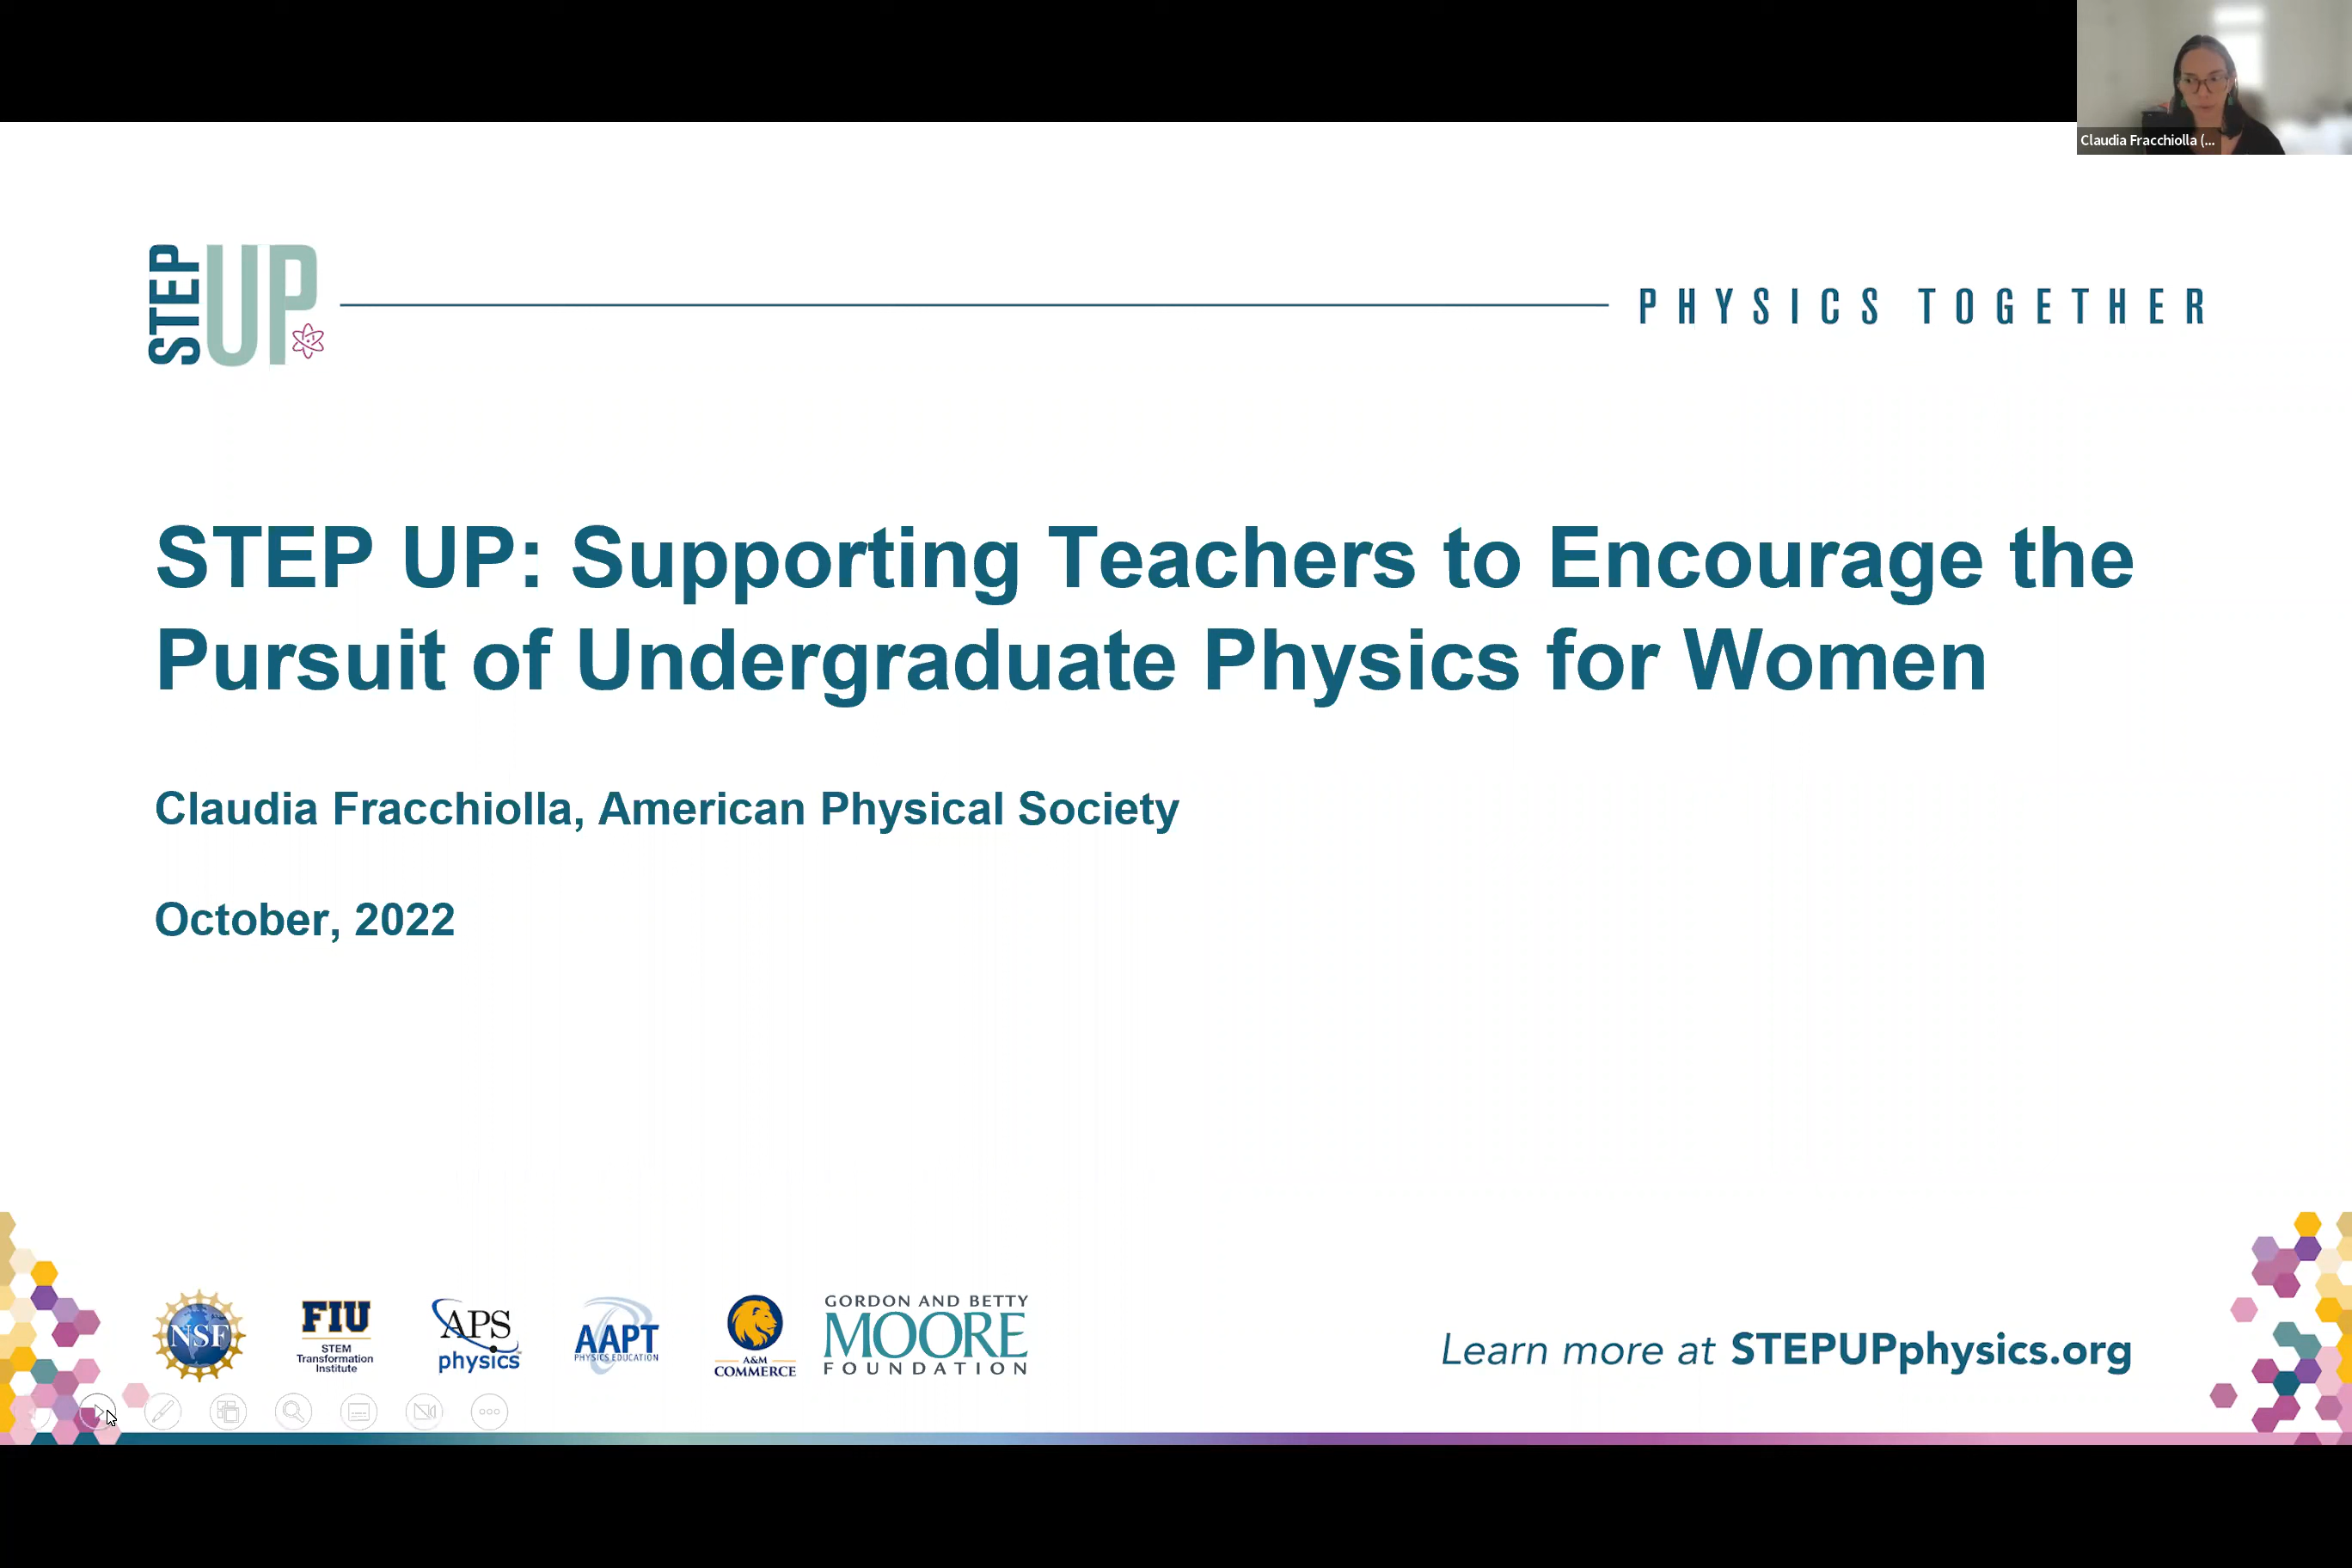 Claudia Fracchiolla (...
STEP UP
PHYSICS TOGETHER
STEP UP: Supporting Teachers to Encourage the
Pursuit of Undergraduate Physics for Women
Claudia Fracchiolla, American Physical Society
October, 2022
NSF
FIU
STEM
Transformation
Institute
APS
physics
AAPT
PHYSICS EDUCATION
A&M
COMMERCE
GORDON AND BETTY
MOORE
FOUNDATION
Learn more at STEPUPphysics.org